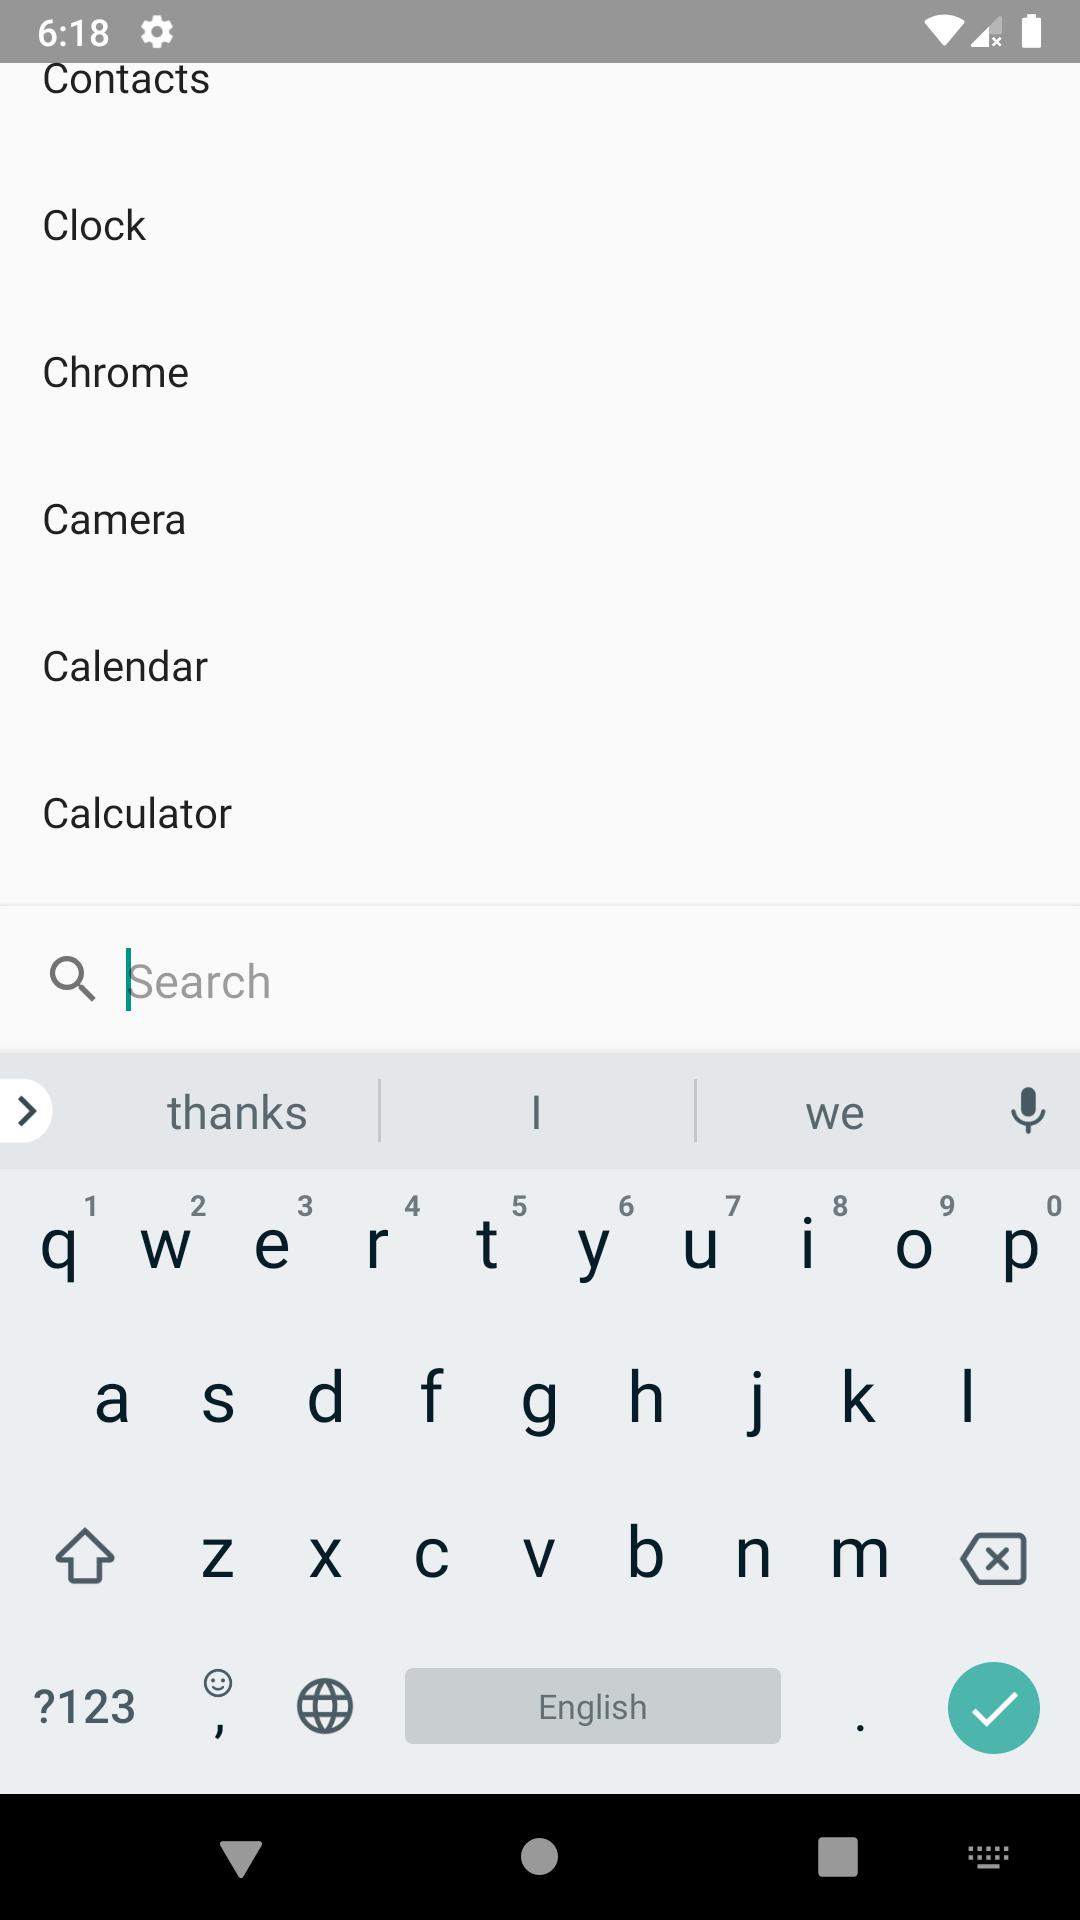 6:18
Contacts
Clock
Chrome
Camera
Calendar
Calculator
Search
thanks I we
1 2 3 4 5 6 7 8 9 0
q w e r t y u i o p
a s d f g h j k l
z x c v b n m
?123 , English .